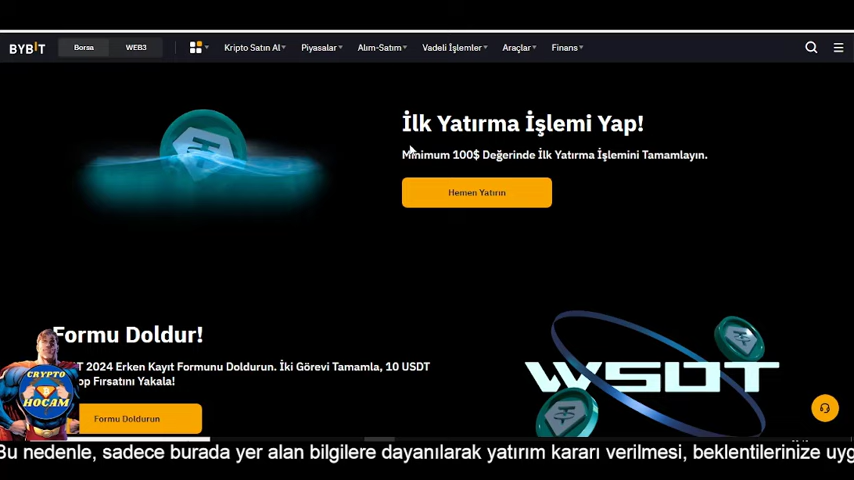 BYBIT
Borsa
WEB3
Kripto Satın Al
Piyasalar
Alım-Satım
Vadeli İşlemler
Araçlar
Finans
İlk Yatırma İşlemi Yap!
Minimum 100$ Değerinde İlk Yatırma İşlemini Tamamlayın.
Hemen Yatırın
Formu Doldur!
T 2024 Erken Kayıt Formunu Doldurun. İki Görevi Tamamla, 10 USDT
op Fırsatını Yakala!
Formu Doldurun
WSOT
CRYPTO
HOCAM
Bu nedenle, sadece burada yer alan bilgilere dayanılarak yatırım kararı verilmesi, beklentilerinize uyg